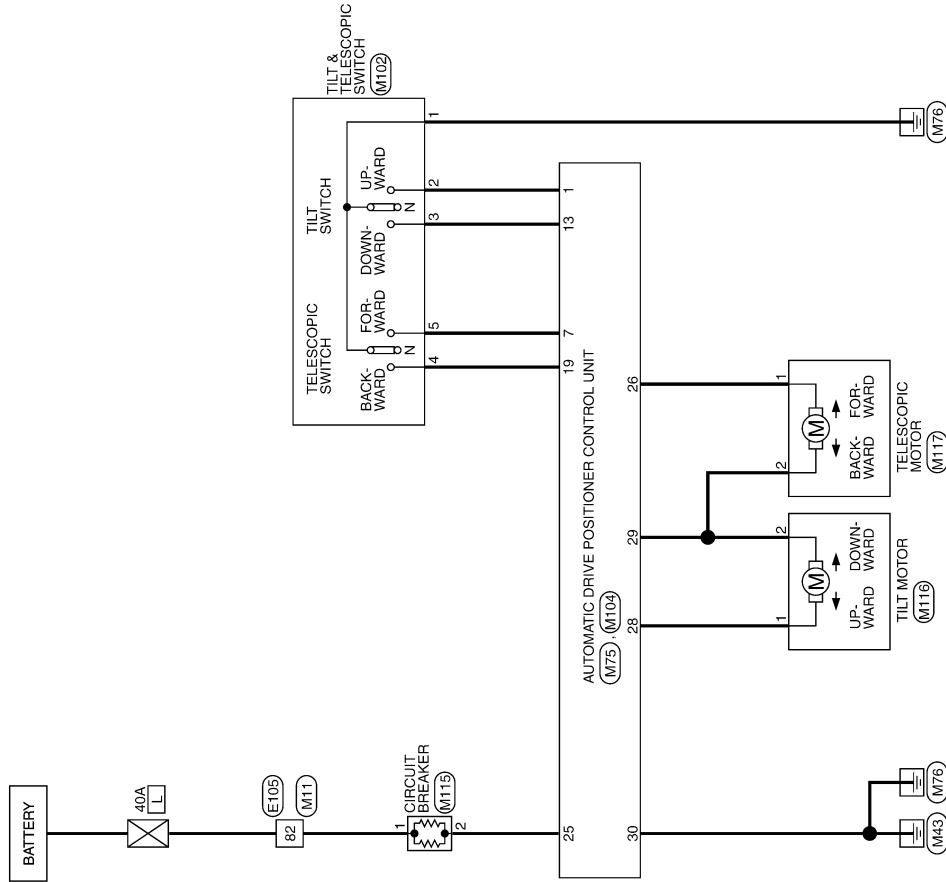 BATTERY
40A
L
82
E105
M11
CIRCUIT
BREAKER
M115
1
2
TILT &
TELESCOPIC
SWITCH
M102
TELESCOPIC
SWITCH
TILT
SWITCH
BACK-
WARD
N
FOR-
WARD
DOWN-
WARD
N
UP-
WARD
4
5
3
2
1
25
19
7
13
1
AUTOMATIC DRIVE POSITIONER CONTROL UNIT
M75 , M104
30
28
29
26
1
2
2
1
M
M
UP-
WARD
DOWN-
WARD
BACK-
WARD
FOR-
WARD
TILT MOTOR
M116
TELESCOPIC
MOTOR
M117
M43
M76
M76